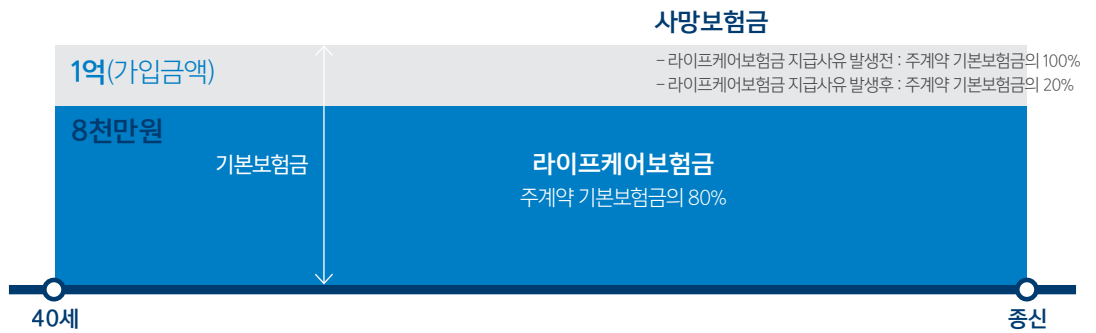 사망보험금
1억(가입금액)
- 라이프케어보험금 지급사유 발생전 : 주계약 기본보험금의 100%
- 라이프케어보험금 지급사유 발생후 : 주계약 기본보험금의 20%
8천만원
기본보험금
라이프케어보험금
주계약 기본보험금의 80%
40세
종신